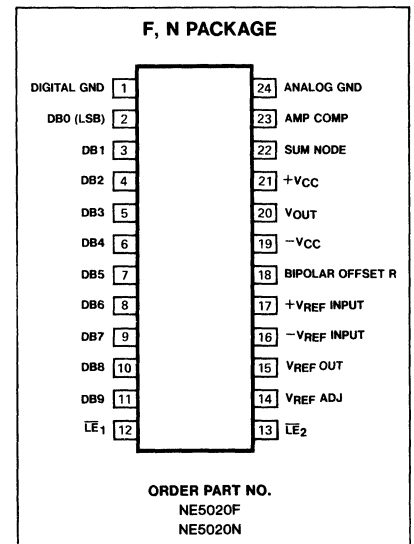 F, N PACKAGE
DIGITAL GND 1
24 ANALOG GND
DB0 (LSB) 2
23 AMP COMP
DB1 3
22 SUM NODE
DB2 4
21 +VCC
DB3 5
20 VOUT
DB4 6
19 −VCC
DB5 7
18 BIPOLAR OFFSET R
DB6 8
17 +VREF INPUT
DB7 9
16 −VREF INPUT
DB8 10
15 VREF OUT
DB9 11
14 VREF ADJ
L̅E̅1 12
13 L̅E̅2
ORDER PART NO.
NE5020F
NE5020N